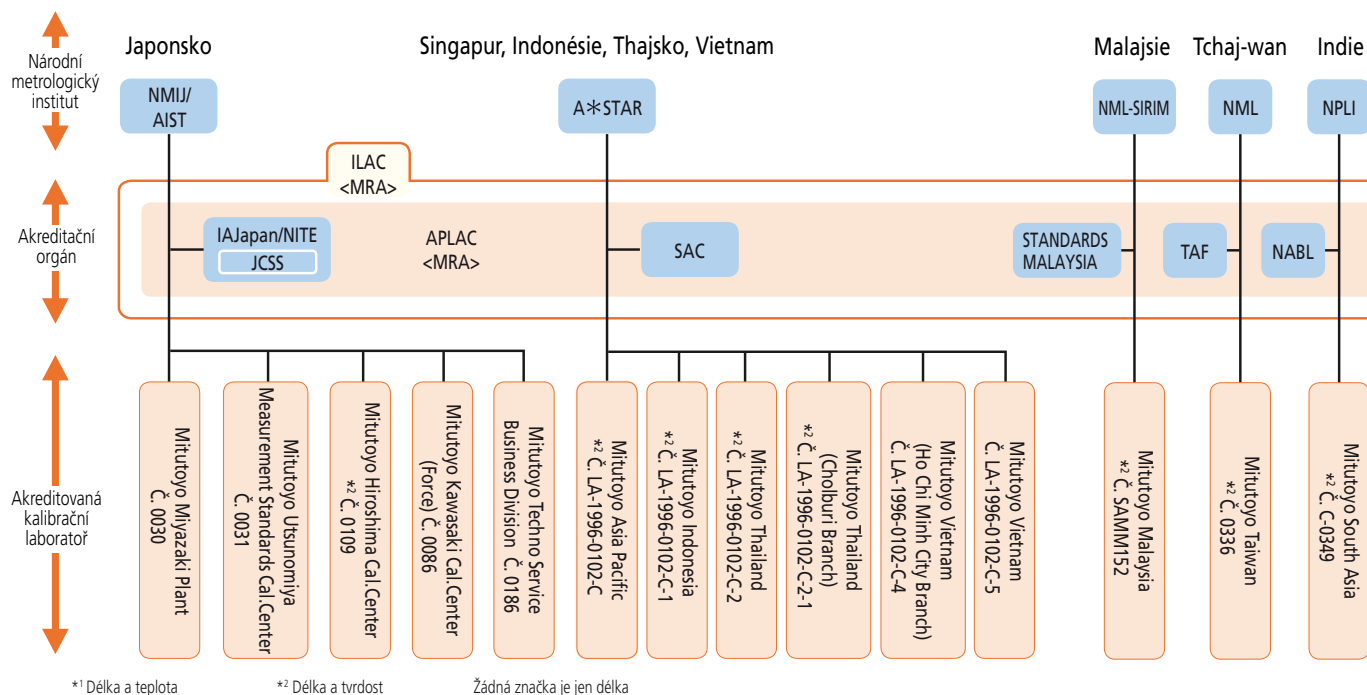 Národní
metrologický
institut
Japonsko
Singapur, Indonésie, Thajsko, Vietnam
Malajsie
Tchaj-wan
Indie
NMIJ/
AIST
A✳STAR
NML-SIRIM
NML
NPLI
ILAC
<MRA>
Akreditační
orgán
IAJapan/NITE
JCSS
APLAC
<MRA>
SAC
STANDARDS
MALAYSIA
TAF
NABL
Akreditovaná
kalibrační
laboratoř
Mitutoyo Miyazaki Plant
Č. 0030
Mitutoyo Utsunomiya
Measurement Standards Cal.Center
Č. 0031
Mitutoyo Hiroshima Cal.Center
*2 Č. 0109
Mitutoyo Kawasaki Cal.Center
(Force) Č. 0086
Mitutoyo Techno Service
Business Division Č. 0186
Mitutoyo Asia Pacific
*2 Č. LA-1996-0102-C
Mitutoyo Indonesia
*2 Č. LA-1996-0102-C-1
Mitutoyo Thailand
*2 Č. LA-1996-0102-C-2
Mitutoyo Thailand
(Cholburi Branch)
*2 Č. LA-1996-0102-C-2-1
Mitutoyo Vietnam
(Ho Chi Minh City Branch)
Č. LA-1996-0102-C-4
Mitutoyo Vietnam
Č. LA-1996-0102-C-5
Mitutoyo Malaysia
*2 Č. SAMM152
Mitutoyo Taiwan
*2 Č. 0336
Mitutoyo South Asia
*2 Č. C-0349
*1 Délka a teplota
*2 Délka a tvrdost
Žádná značka je jen délka